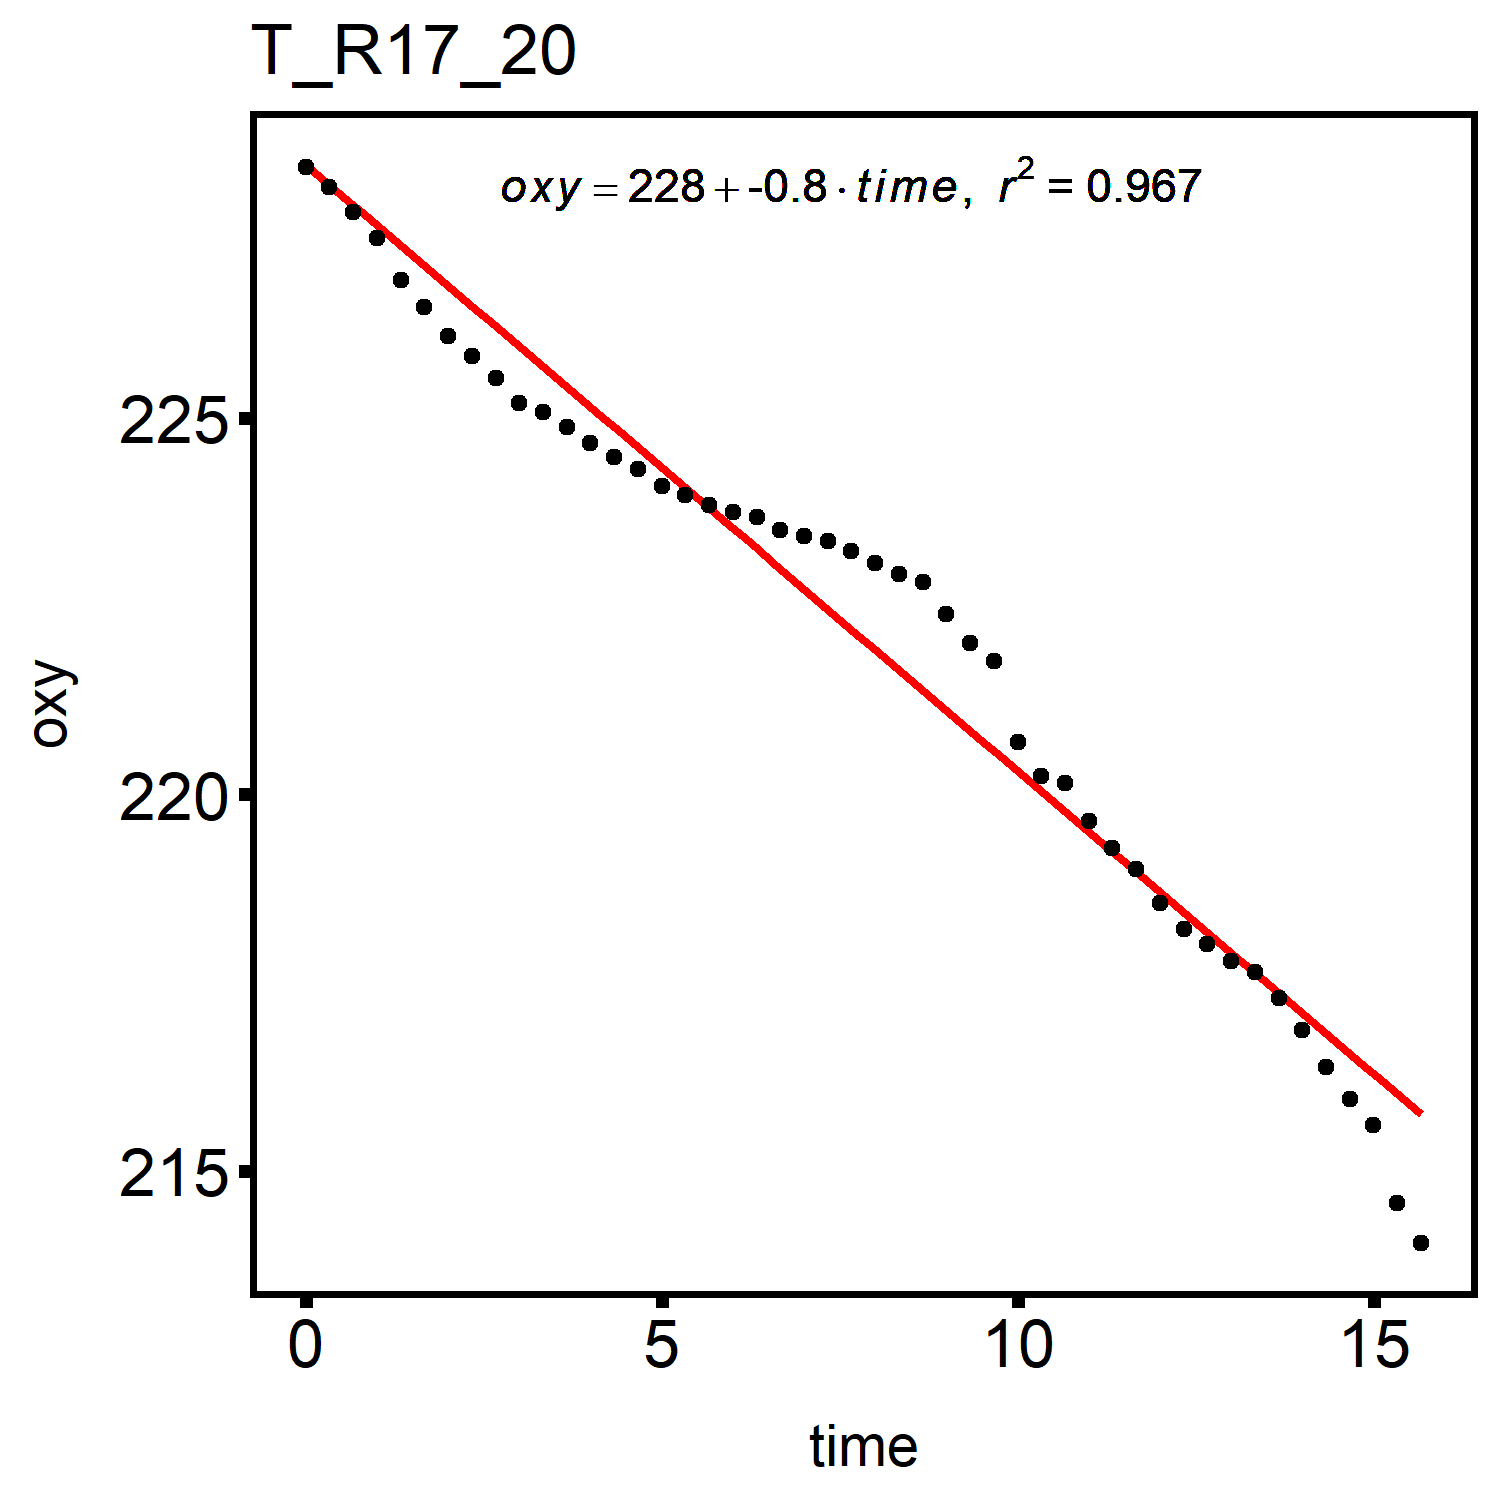 T_R17_20
oxy = 228 + -0.8 · time, r² = 0.967
225
220
215
oxy
0 5 10 15
time